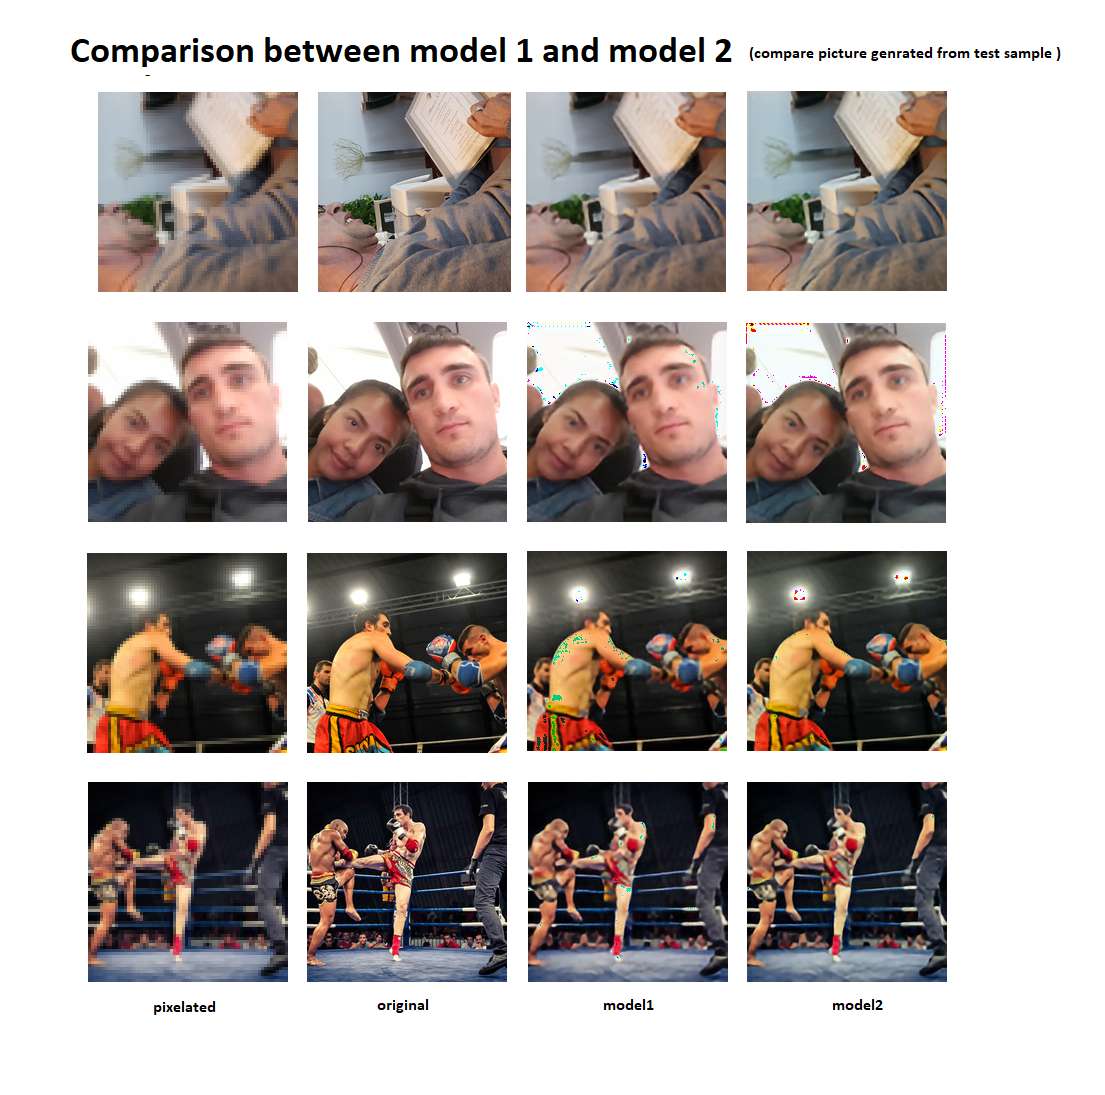 Comparison between model 1 and model 2 (compare picture genrated from test sample )
pixelated
original
model1
model2